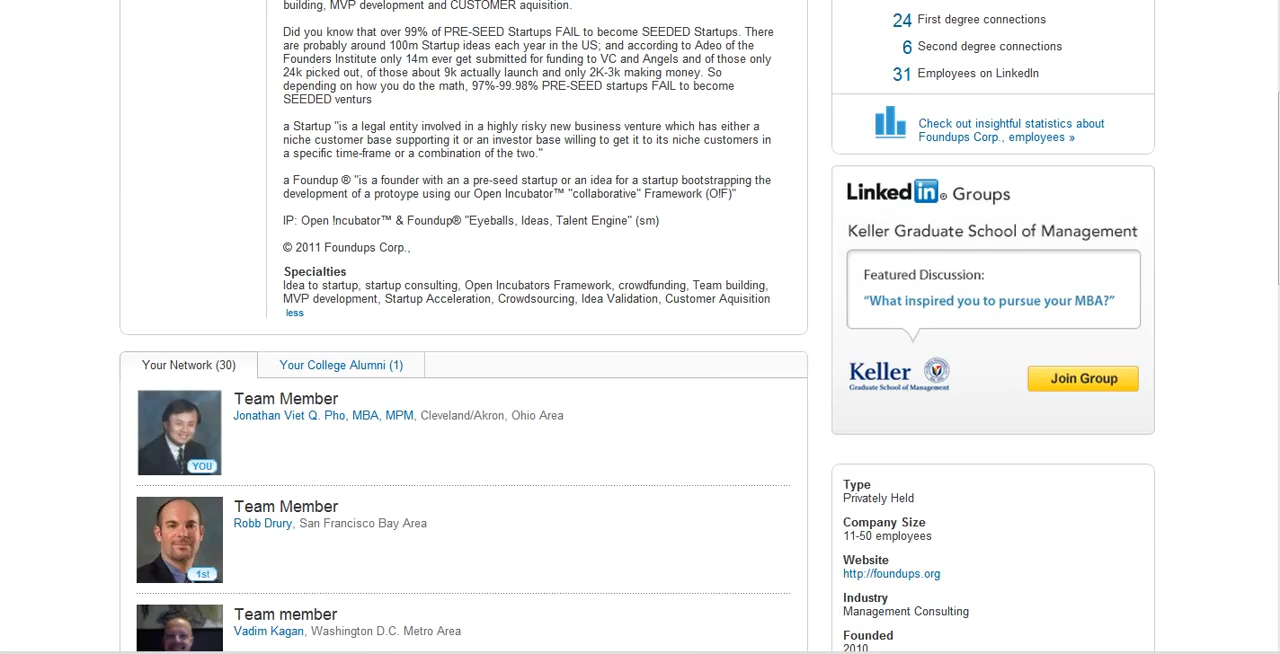 building, MVP development and CUSTOMER aquisition.
Did you know that over 99% of PRE-SEED Startups FAIL to become SEEDED Startups. There
are probably around 100m Startup ideas each year in the US; and according to Adeo of the
Founders Institute only 14m ever get submitted for funding to VC and Angels and of those only
24k picked out, of those about 9k actually launch and only 2K-3k making money. So
depending on how you do the math, 97%-99.98% PRE-SEED startups FAIL to become
SEEDED venturs
a Startup "is a legal entity involved in a highly risky new business venture which has either a
niche customer base supporting it or an investor base willing to get it to its niche customers in
a specific time-frame or a combination of the two."
a Foundup ® "is a founder with an a pre-seed startup or an idea for a startup bootstrapping the
development of a protoype using our Open Incubator™ "collaborative" Framework (O!F)"
IP: Open !ncubator™ & Foundup® "Eyeballs, Ideas, Talent Engine" (sm)
© 2011 Foundups Corp.,
Specialties
Idea to startup, startup consulting, Open Incubators Framework, crowdfunding, Team building,
MVP development, Startup Acceleration, Crowdsourcing, Idea Validation, Customer Aquisition
less
Your Network (30)
Your College Alumni (1)
Team Member
Jonathan Viet Q. Pho, MBA, MPM, Cleveland/Akron, Ohio Area
YOU
Team Member
Robb Drury, San Francisco Bay Area
1st
Team member
Vadim Kagan, Washington D.C. Metro Area
24 First degree connections
6 Second degree connections
31 Employees on LinkedIn
Check out insightful statistics about
Foundups Corp., employees »
Linked in ® Groups
Keller Graduate School of Management
Featured Discussion:
“What inspired you to pursue your MBA?”
Keller
Graduate School of Management
Join Group
Type
Privately Held
Company Size
11-50 employees
Website
http://foundups.org
Industry
Management Consulting
Founded
2010